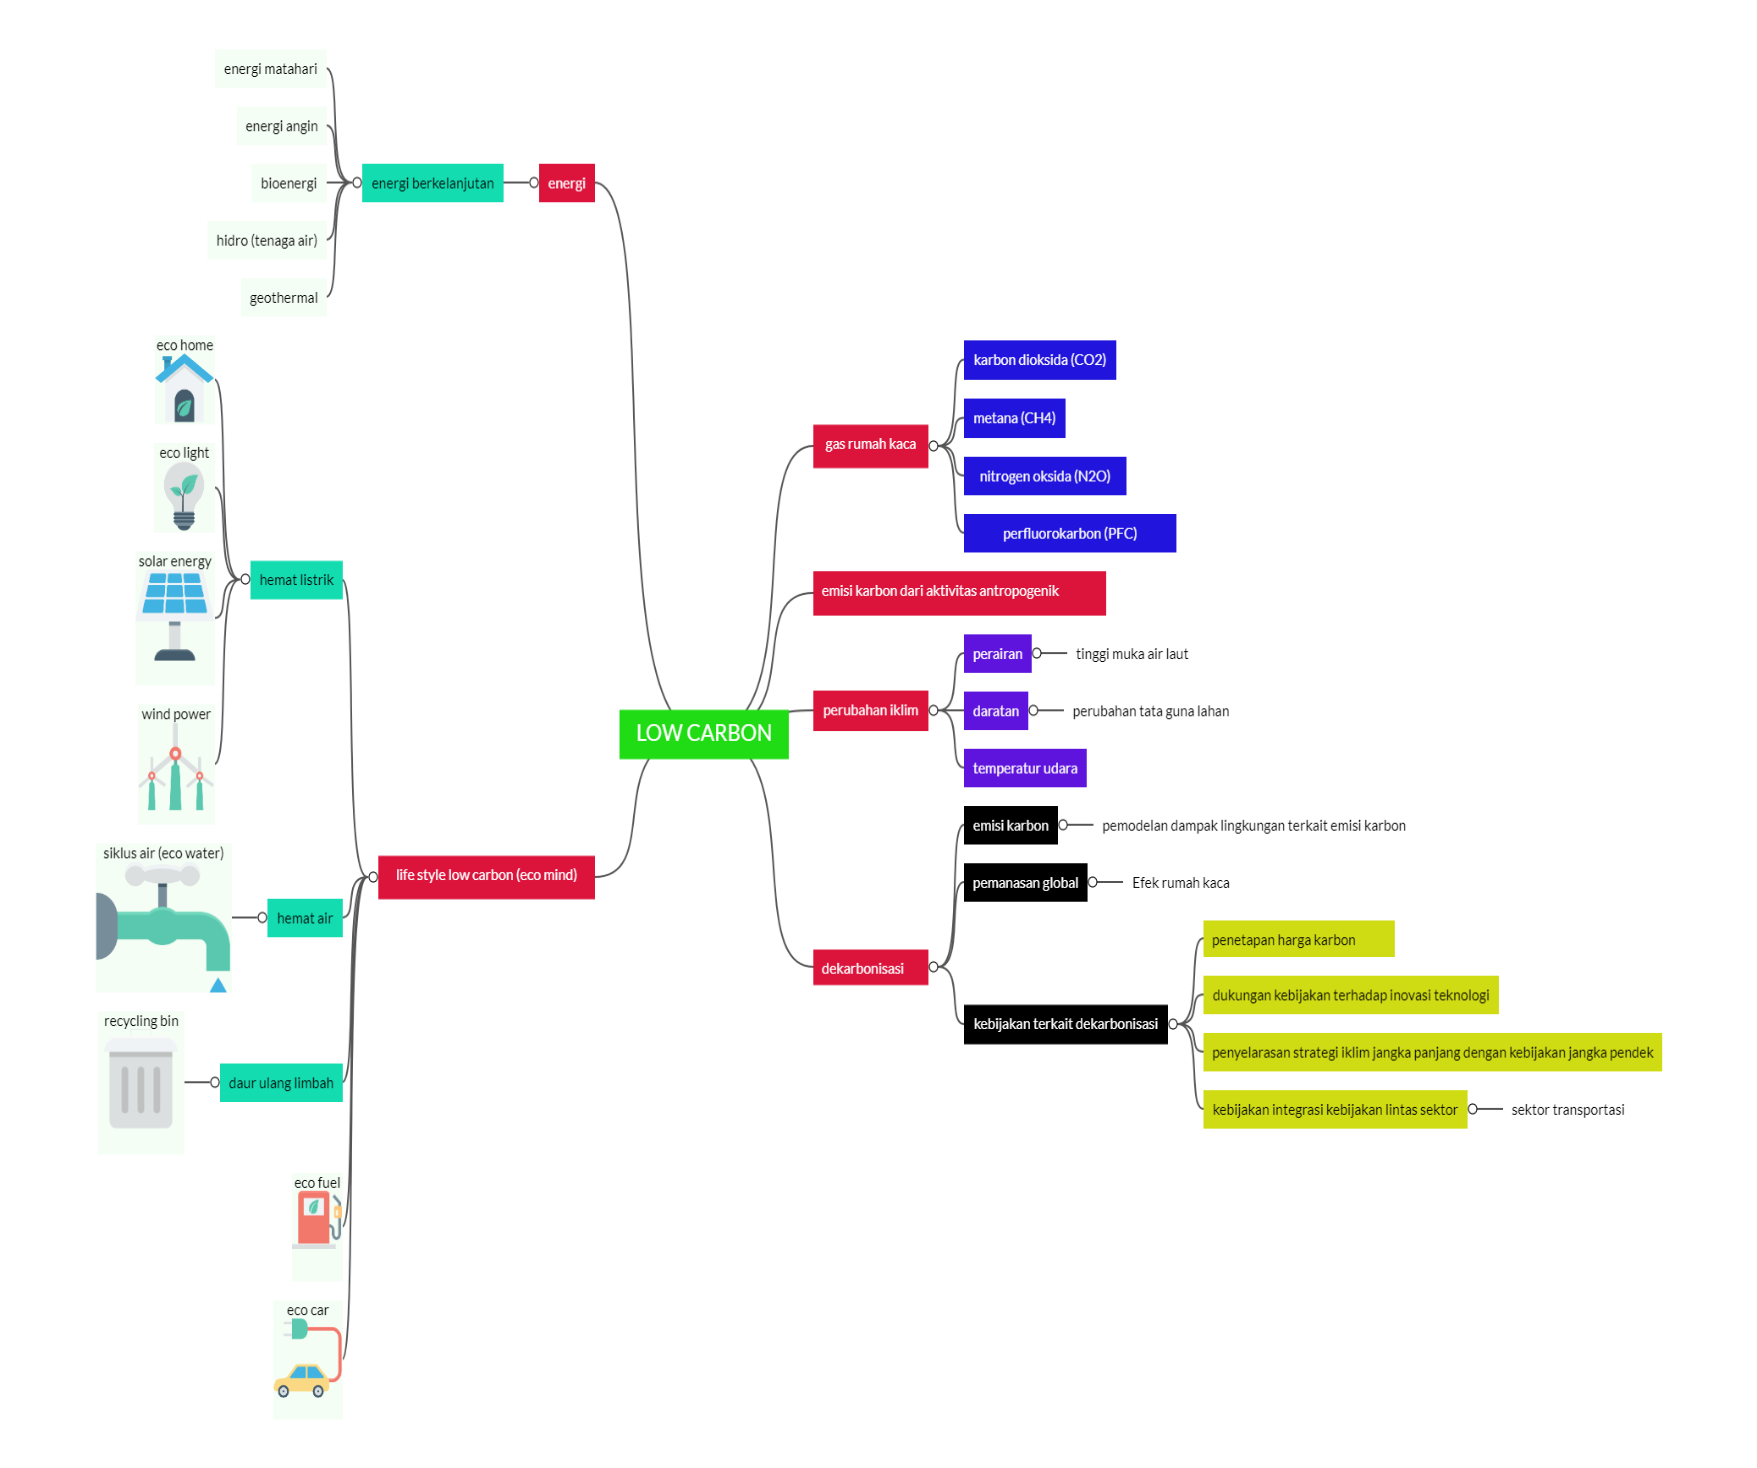 energi matahari
energi angin
bioenergi
hidro (tenaga air)
geothermal
energi berkelanjutan
energi
eco home
eco light
solar energy
wind power
hemat listrik
siklus air (eco water)
hemat air
recycling bin
daur ulang limbah
eco fuel
eco car
life style low carbon (eco mind)
LOW CARBON
gas rumah kaca
karbon dioksida (CO2)
metana (CH4)
nitrogen oksida (N2O)
perfluorokarbon (PFC)
emisi karbon dari aktivitas antropogenik
perubahan iklim
perairan
tinggi muka air laut
daratan
perubahan tata guna lahan
temperatur udara
dekarbonisasi
emisi karbon
pemodelan dampak lingkungan terkait emisi karbon
pemanasan global
Efek rumah kaca
kebijakan terkait dekarbonisasi
penetapan harga karbon
dukungan kebijakan terhadap inovasi teknologi
penyelarasan strategi iklim jangka panjang dengan kebijakan jangka pendek
kebijakan integrasi kebijakan lintas sektor
sektor transportasi